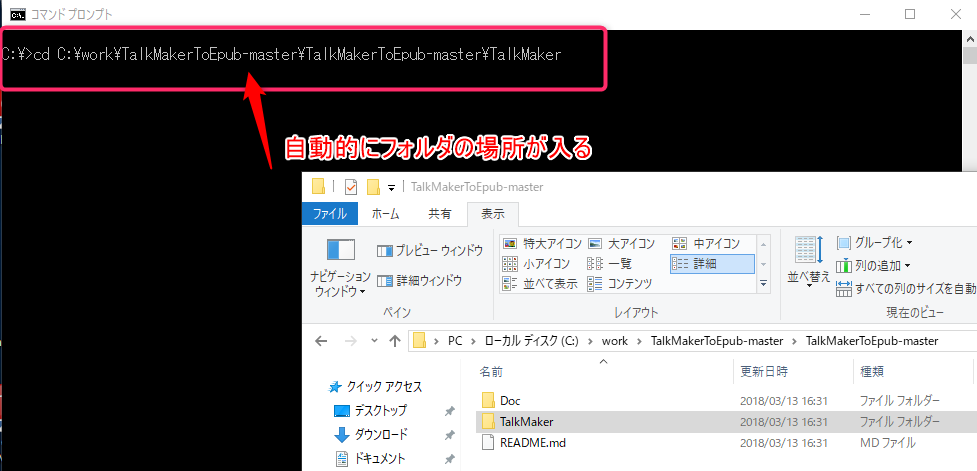 コマンド プロンプト
C:¥>cd C:¥work¥TalkMakerToEpub-master¥TalkMakerToEpub-master¥TalkMaker
自動的にフォルダの場所が入る
TalkMakerToEpub-master
ファイル ホーム 共有 表示
ナビゲーション ウィンドウ
プレビュー ウィンドウ
詳細ウィンドウ
ペイン
特大アイコン 大アイコン 中アイコン
小アイコン 一覧 詳細
並べて表示 コンテンツ
レイアウト
並べ替え
グループ化
列の追加
すべての列のサイズを自動
現在のビュー
PC > ローカル ディスク (C:) > work > TalkMakerToEpub-master > TalkMakerToEpub-master
クイック アクセス
デスクトップ
ダウンロード
ドキュメント
名前 更新日時 種類
Doc 2018/03/13 16:31 ファイル フォルダー
TalkMaker 2018/03/13 16:31 ファイル フォルダー
README.md 2018/03/13 16:31 MD ファイル